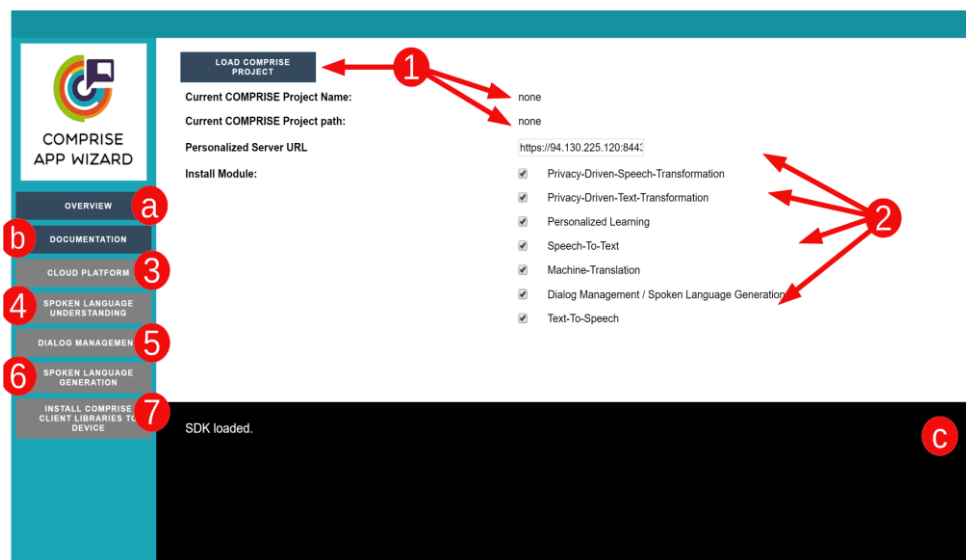 COMPRISE
APP WIZARD
OVERVIEW
a
b
DOCUMENTATION
CLOUD PLATFORM
3
4
SPOKEN LANGUAGE
UNDERSTANDING
DIALOG MANAGEMEN
5
6
SPOKEN LANGUAGE
GENERATION
INSTALL COMPRISE
CLIENT LIBRARIES TO
DEVICE
7
LOAD COMPRISE
PROJECT
1
Current COMPRISE Project Name: none
Current COMPRISE Project path: none
Personalized Server URL https://94.130.225.120:8443
Install Module: Privacy-Driven-Speech-Transformation
Privacy-Driven-Text-Transformation
2
Personalized Learning
Speech-To-Text
Machine-Translation
Dialog Management / Spoken Language Generation
Text-To-Speech
SDK loaded.
c